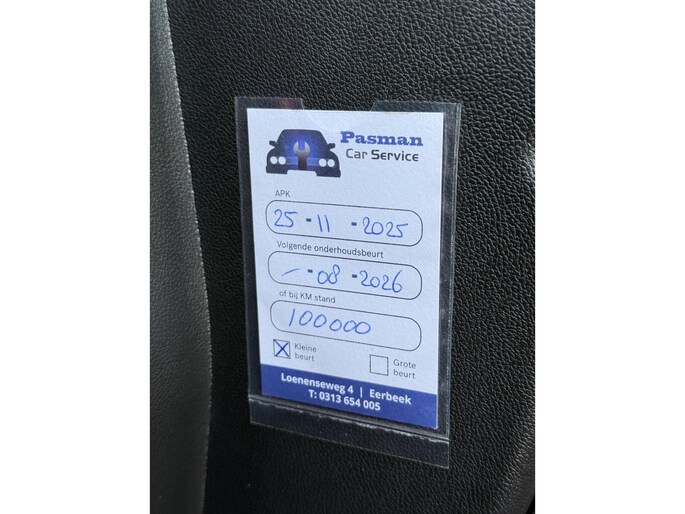 Pasman
Car Service
APK
25 - 11 - 2025
Volgende onderhoudsbeurt
- - 08 - 2026
of bij KM stand
100000
Kleine
beurt
Grote
beurt
Loenenseweg 4 | Eerbeek
T: 0313 654 005